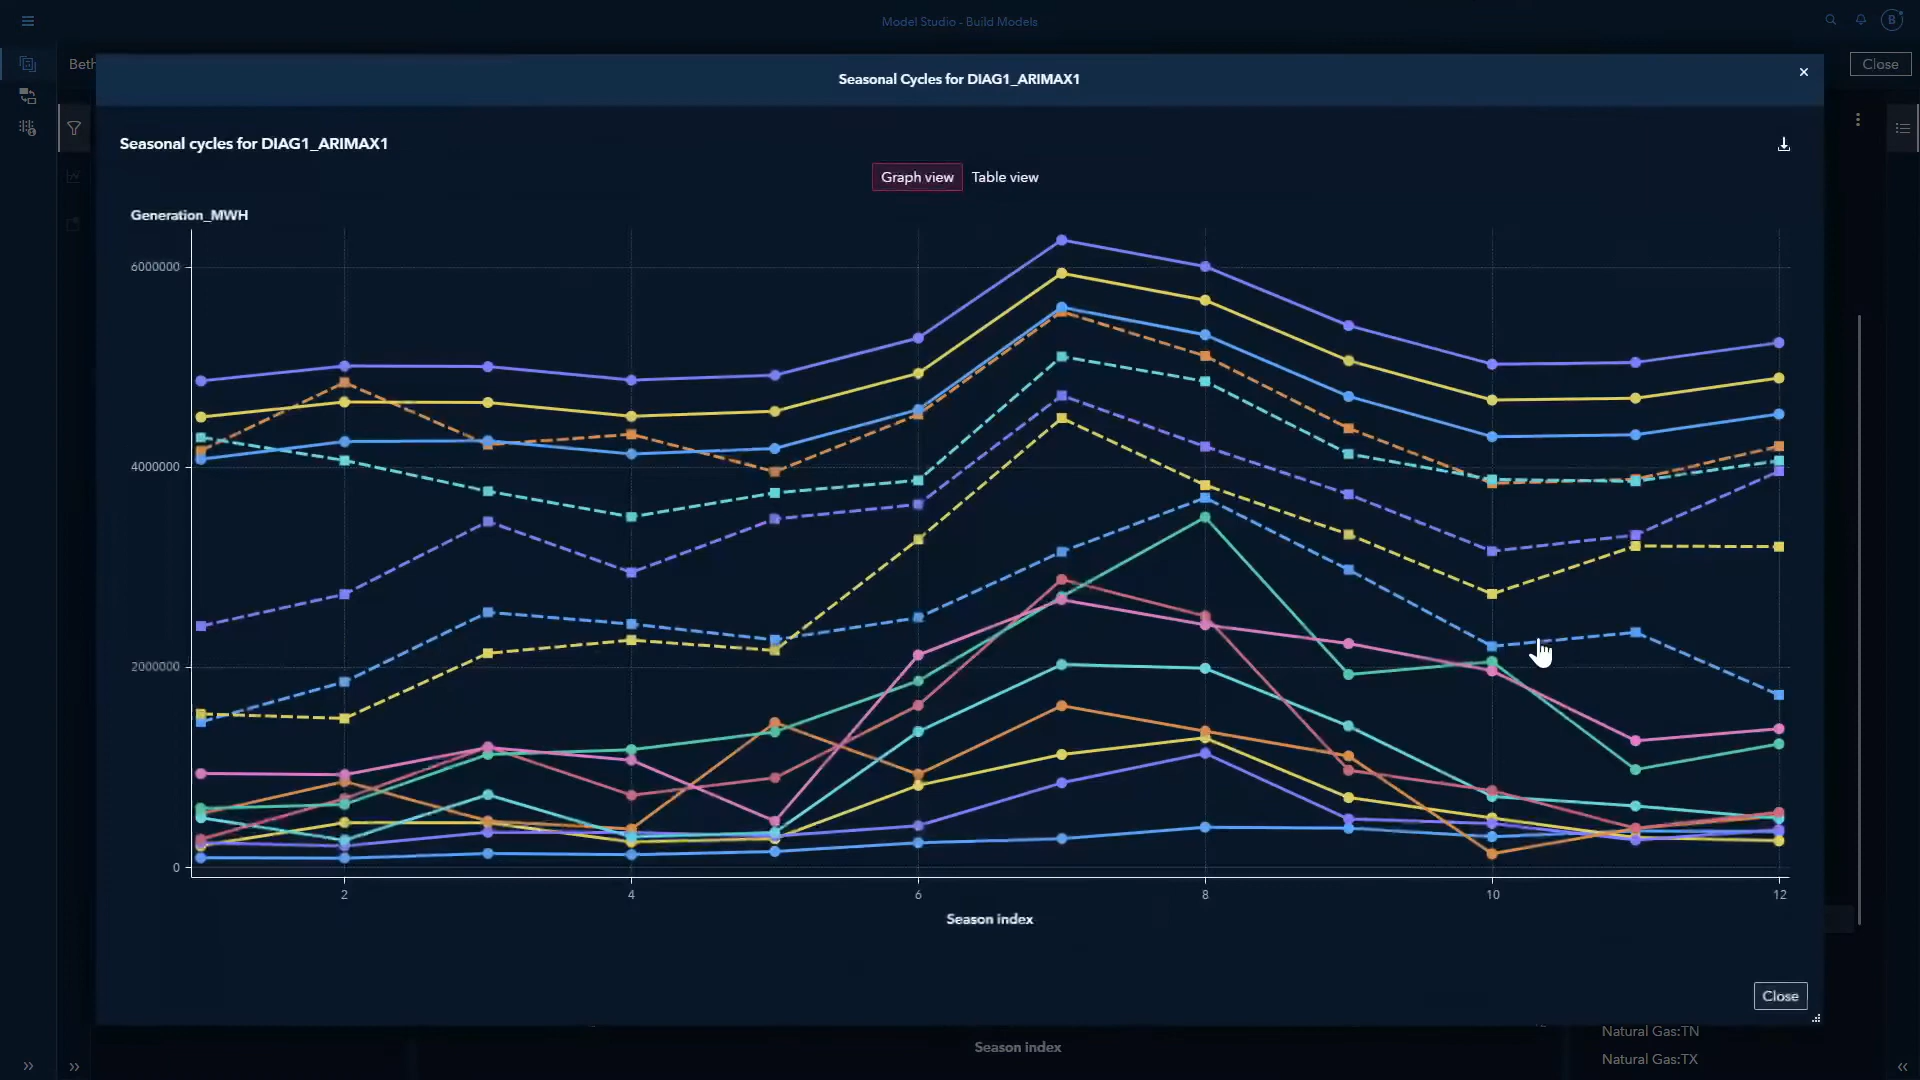 Model Studio - Build Models
B
Beth
Close
Seasonal Cycles for DIAG1_ARIMAX1
Seasonal cycles for DIAG1_ARIMAX1
Graph view Table view
Generation_MWH
6000000
4000000
2000000
0
2 4 6 8 10 12
Season index
Close
Natural Gas:TN
Season index
Natural Gas:TX